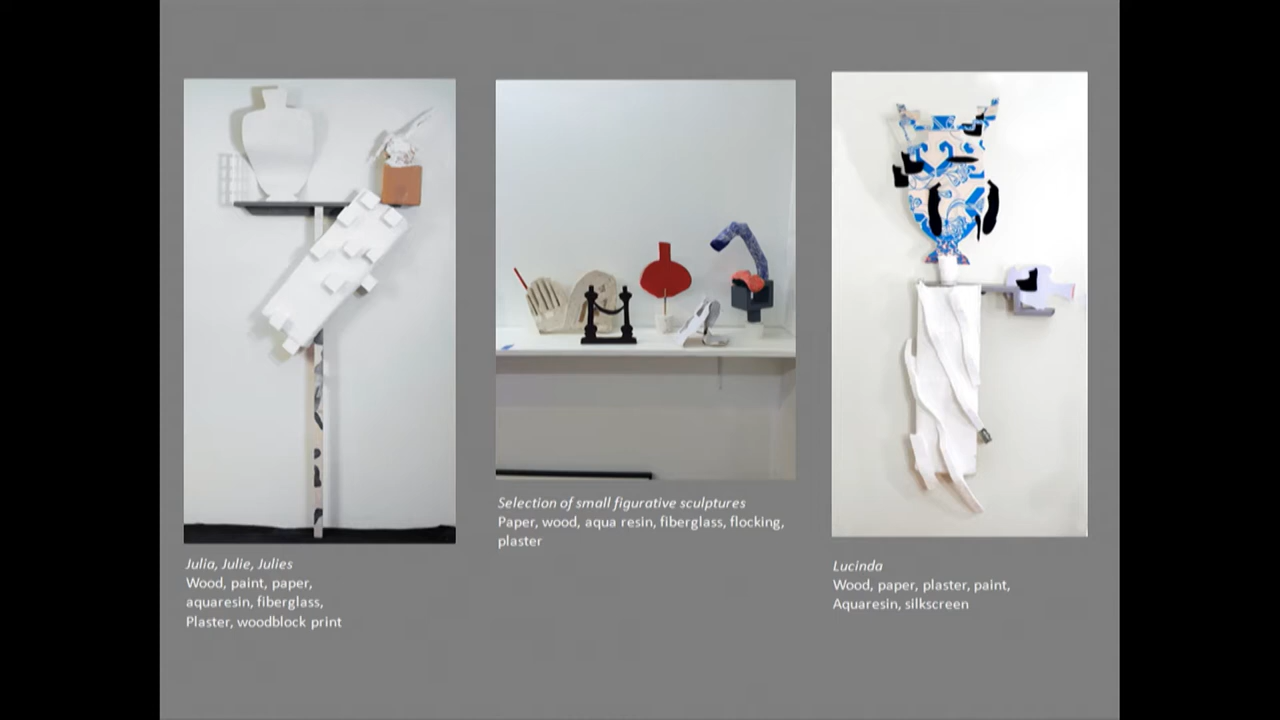 Julia, Julie, Julies
Wood, paint, paper,
aquaresin, fiberglass,
Plaster, woodblock print
Selection of small figurative sculptures
Paper, wood, aqua resin, fiberglass, flocking,
plaster
Lucinda
Wood, paper, plaster, paint,
Aquaresin, silkscreen